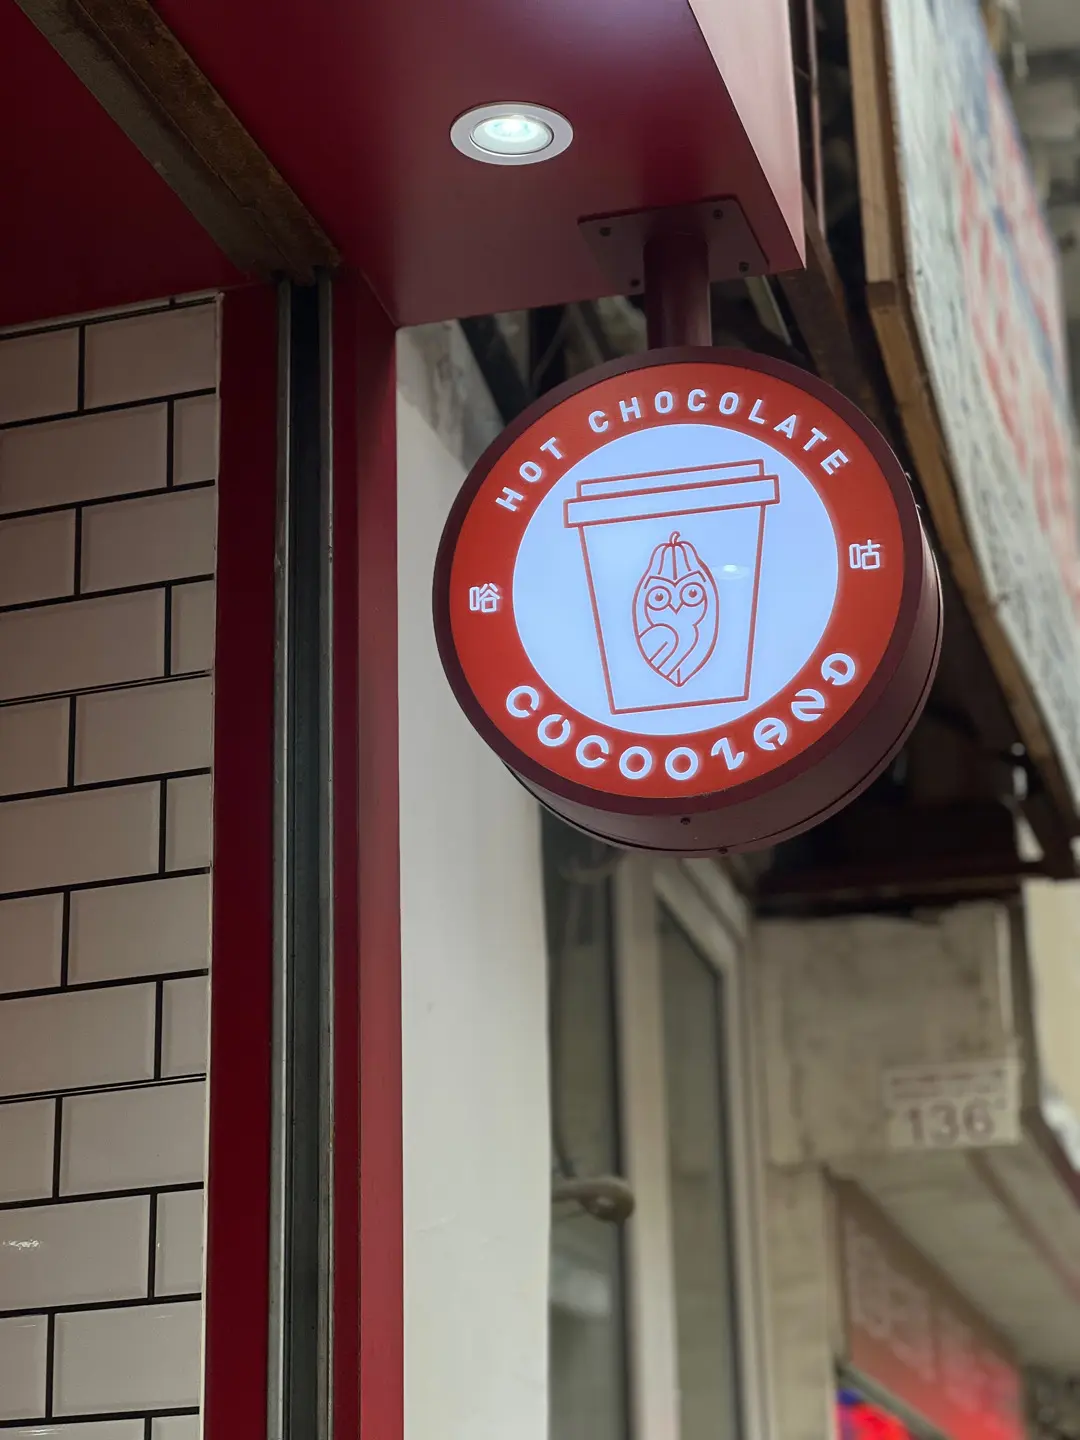 HOT CHOCOLATE
哈 咕
COCOOLAND
136